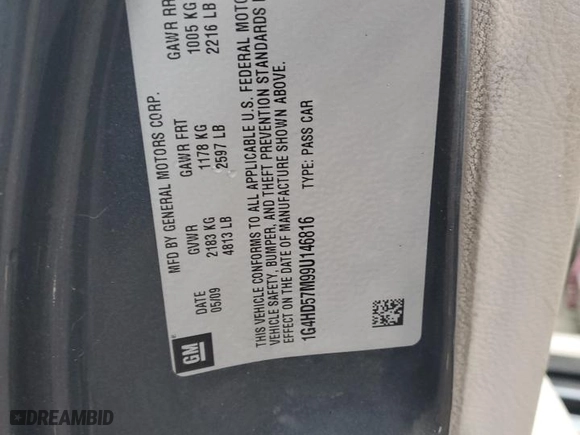 MFD BY GENERAL MOTORS CORP.
GVWR GAWR FRT GAWR RR
2183 KG 1178 KG 1005 KG
4813 LB 2597 LB 2216 LB
DATE
05/09
THIS VEHICLE CONFORMS TO ALL APPLICABLE U.S. FEDERAL MOTO
VEHICLE SAFETY, BUMPER, AND THEFT PREVENTION STANDARDS
EFFECT ON THE DATE OF MANUFACTURE SHOWN ABOVE.
1G4HD57M99U146816 TYPE: PASS CAR
GM
DREAMBID